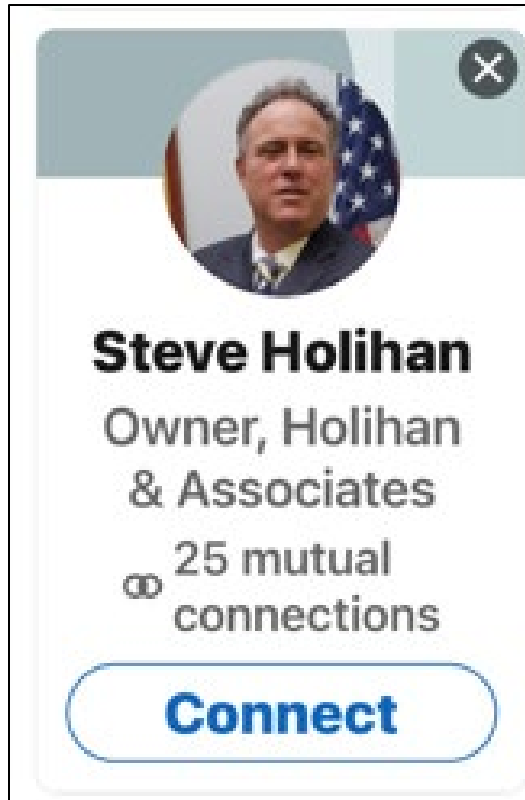 Steve Holihan
Owner, Holihan
& Associates
25 mutual
connections
Connect